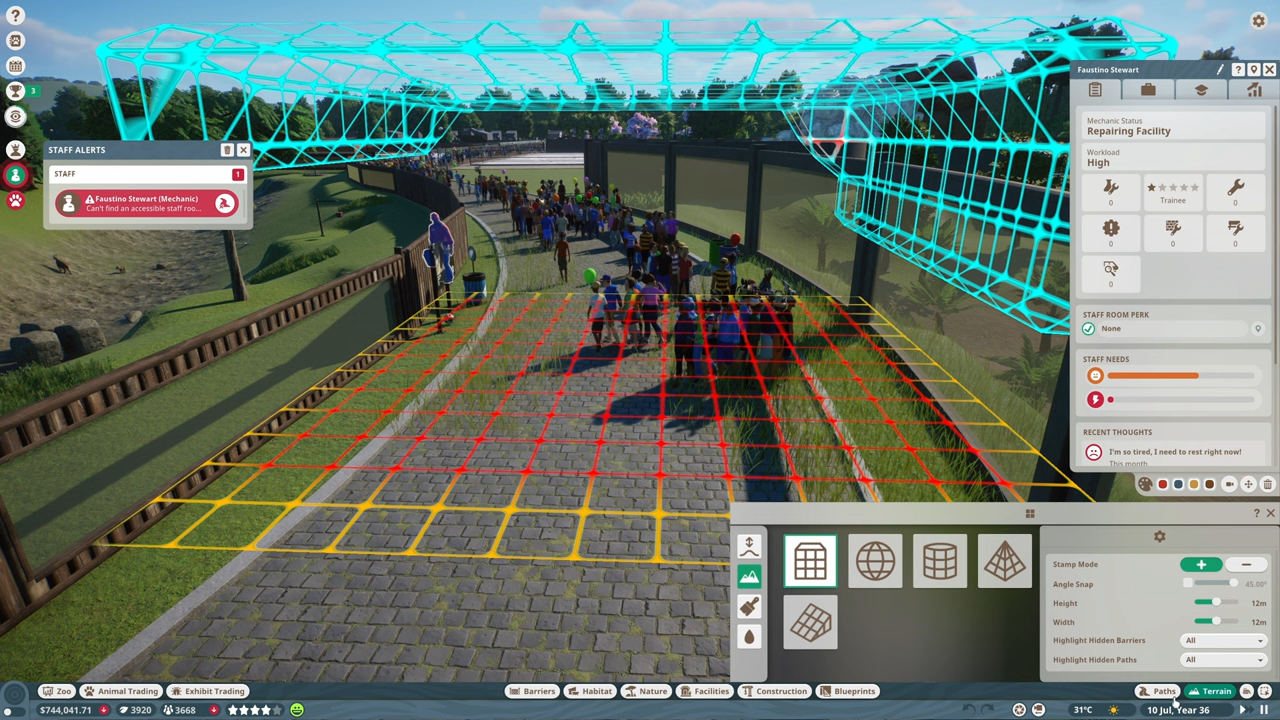 ?
3
STAFF ALERTS
STAFF
1
Faustino Stewart (Mechanic)
Can't find an accessible staff roo...
Faustino Stewart
?
Mechanic Status
Repairing Facility
Workload
High
0
Trainee
0
0
0
0
0
STAFF ROOM PERK
None
STAFF NEEDS
RECENT THOUGHTS
I'm so tired, I need to rest right now!
This month
?
Stamp Mode
+
−
Angle Snap
45.00°
Height
12m
Width
12m
Highlight Hidden Barriers
All
Highlight Hidden Paths
All
Zoo
Animal Trading
Exhibit Trading
Barriers
Habitat
Nature
Facilities
Construction
Blueprints
Paths
Terrain
$744,041.71
3920
3668
31°C
10 Jul, Year 36